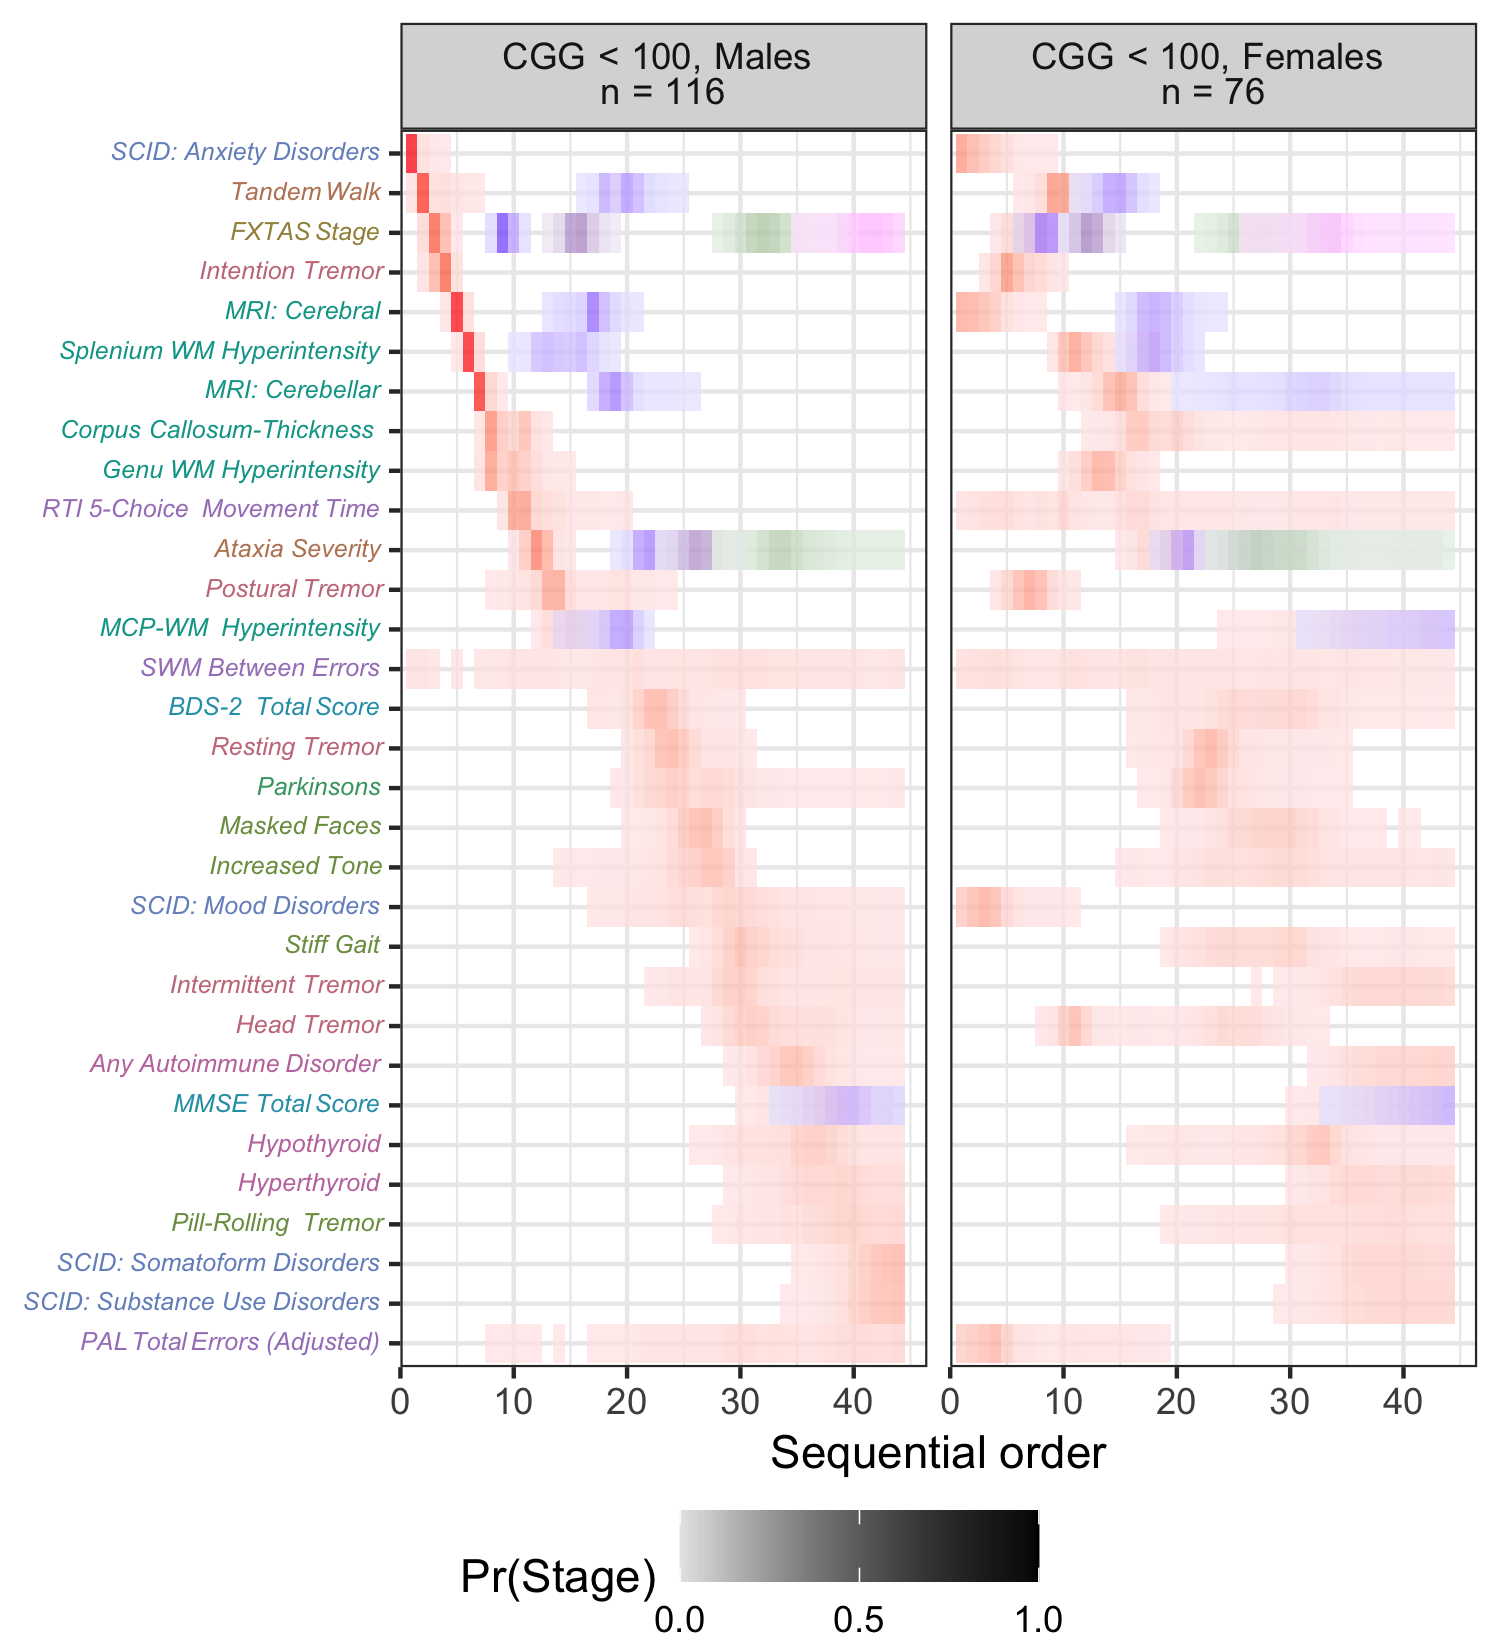 CGG < 100, Males
n = 116
CGG < 100, Females
n = 76
SCID: Anxiety Disorders
Tandem Walk
FXTAS Stage
Intention Tremor
MRI: Cerebral
Splenium WM Hyperintensity
MRI: Cerebellar
Corpus Callosum-Thickness
Genu WM Hyperintensity
RTI 5-Choice Movement Time
Ataxia Severity
Postural Tremor
MCP-WM Hyperintensity
SWM Between Errors
BDS-2 Total Score
Resting Tremor
Parkinsons
Masked Faces
Increased Tone
SCID: Mood Disorders
Stiff Gait
Intermittent Tremor
Head Tremor
Any Autoimmune Disorder
MMSE Total Score
Hypothyroid
Hyperthyroid
Pill-Rolling Tremor
SCID: Somatoform Disorders
SCID: Substance Use Disorders
PAL Total Errors (Adjusted)
0 10 20 30 40
0 10 20 30 40
Sequential order
Pr(Stage)
0.0 0.5 1.0